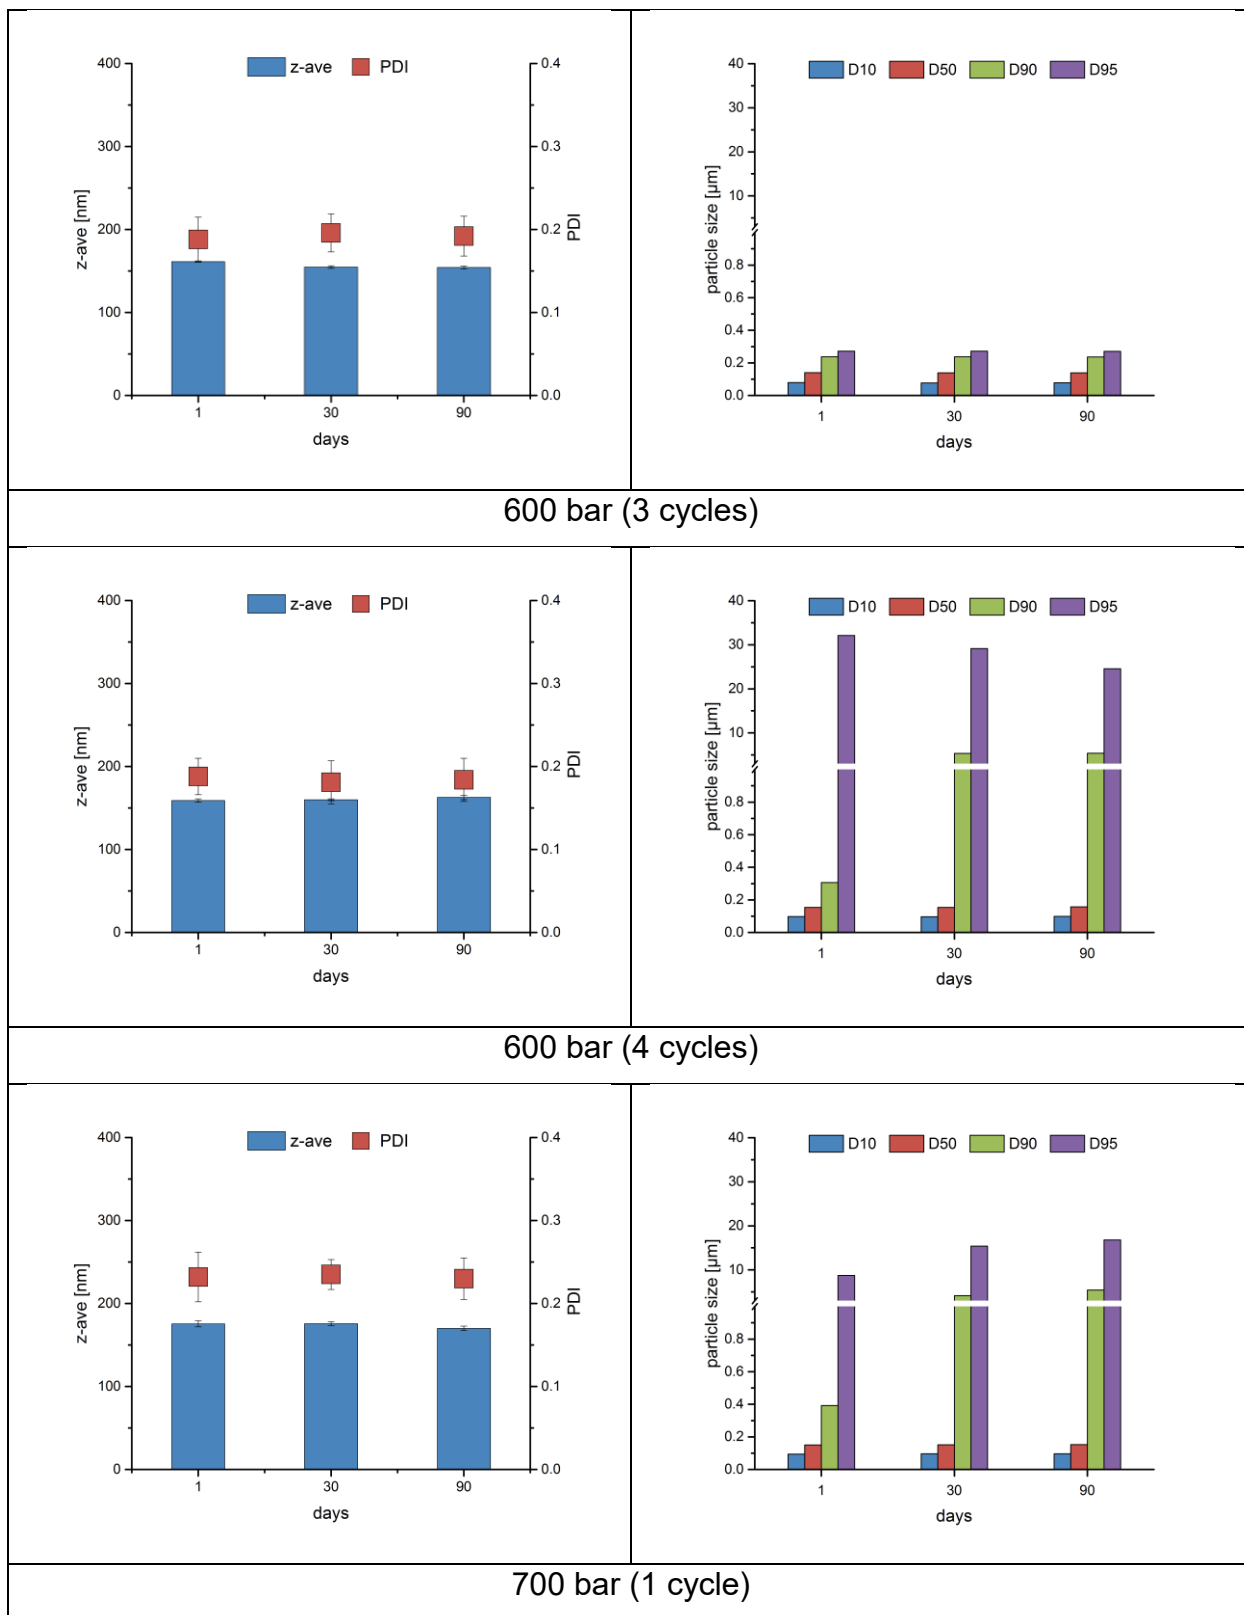 z-ave PDI
400
300
200
100
0
z-ave [nm]
0.4
0.3
0.2
0.1
0.0
PDI
1 30 90
days
D10 D50 D90 D95
40
30
20
10
0.8
0.6
0.4
0.2
0.0
particle size [µm]
1 30 90
days
600 bar (3 cycles)
z-ave PDI
400
300
200
100
0
z-ave [nm]
0.4
0.3
0.2
0.1
0.0
PDI
1 30 90
days
D10 D50 D90 D95
40
30
20
10
0.8
0.6
0.4
0.2
0.0
particle size [µm]
1 30 90
days
600 bar (4 cycles)
z-ave PDI
400
300
200
100
0
z-ave [nm]
0.4
0.3
0.2
0.1
0.0
PDI
1 30 90
days
D10 D50 D90 D95
40
30
20
10
0.8
0.6
0.4
0.2
0.0
particle size [µm]
1 30 90
days
700 bar (1 cycle)